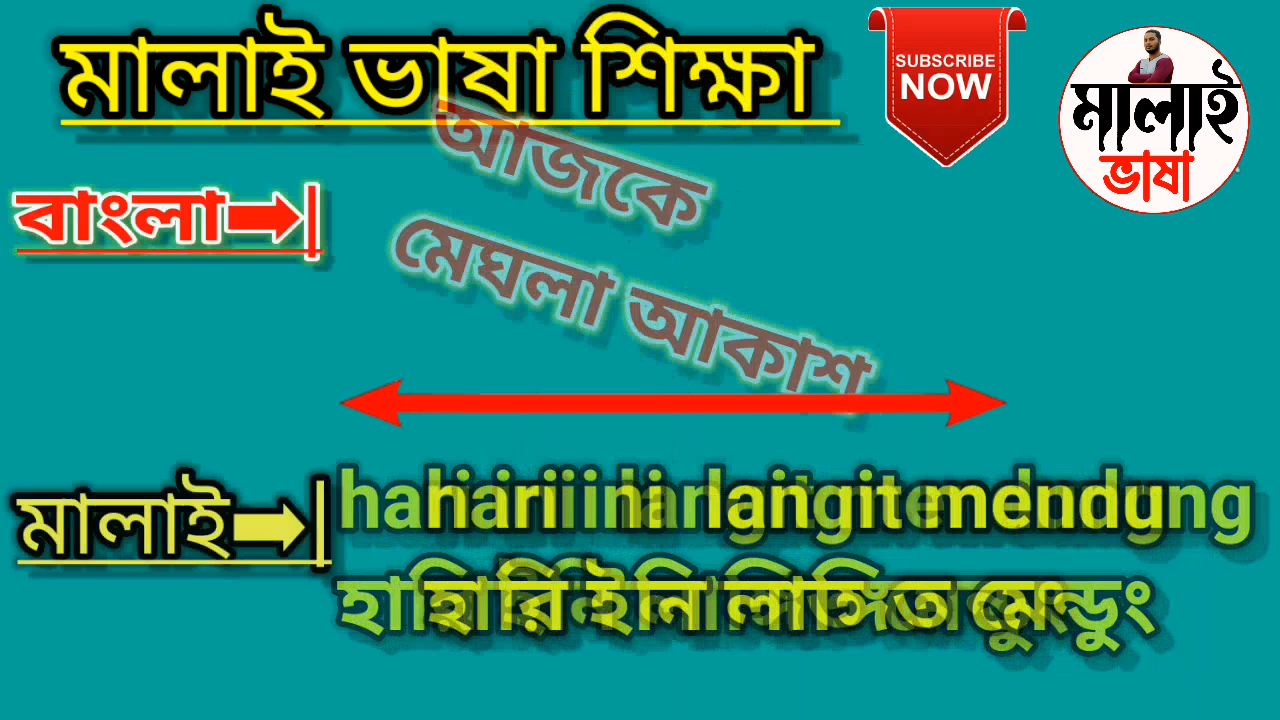 মালাই ভাষা শিক্ষা
SUBSCRIBE
NOW
মালাই
ভাষা
বাংলা
আজকে
মেঘলা আকাশ
মালাই
hari ini langit mendung
হারি ইনি লাঙ্গিত